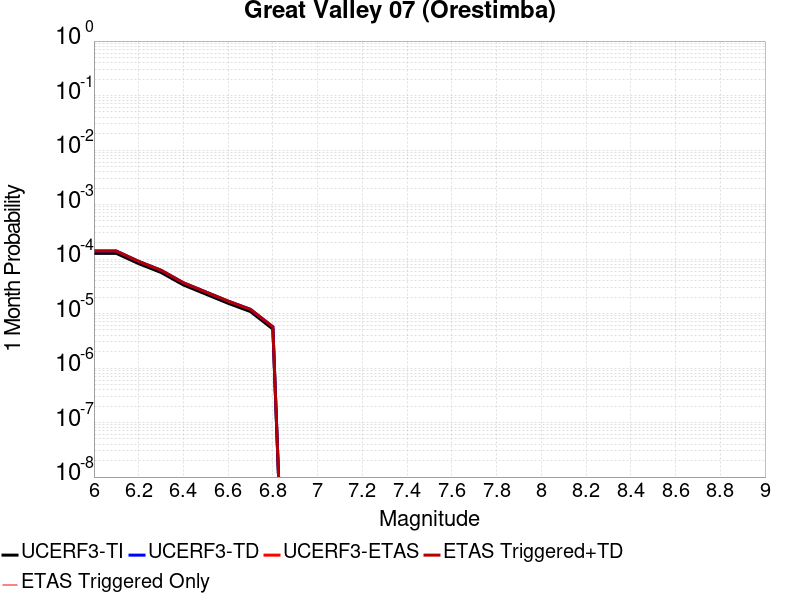 Great Valley 07 (Orestimba)
10^0
10^-1
10^-2
10^-3
10^-4
10^-5
10^-6
10^-7
10^-8
1 Month Probability
6 6.2 6.4 6.6 6.8 7 7.2 7.4 7.6 7.8 8 8.2 8.4 8.6 8.8 9
Magnitude
UCERF3-TI UCERF3-TD UCERF3-ETAS ETAS Triggered+TD
ETAS Triggered Only